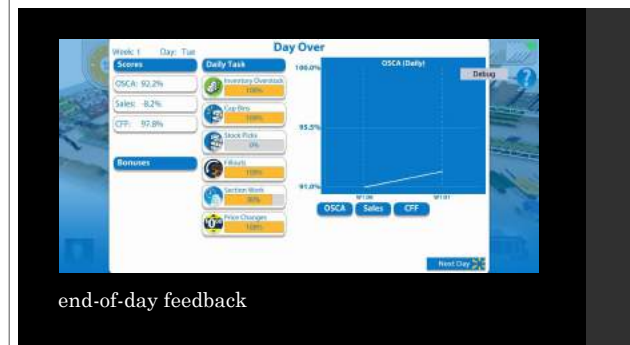 Day Over
Week: 1 Day: Tue
Scores
OSCA: 92.2%
Sales: -8.2%
CFF: 97.8%
Bonuses
Daily Task
Inventory Overstock
100%
Cap Bins
100%
Stock Picks
0%
Fillouts
100%
Section Work
80%
Price Changes
100%
OSCA (Daily)
100.0%
95.5%
91.0%
OSCA Sales CFF
Debug
?
Next Day
end-of-day feedback